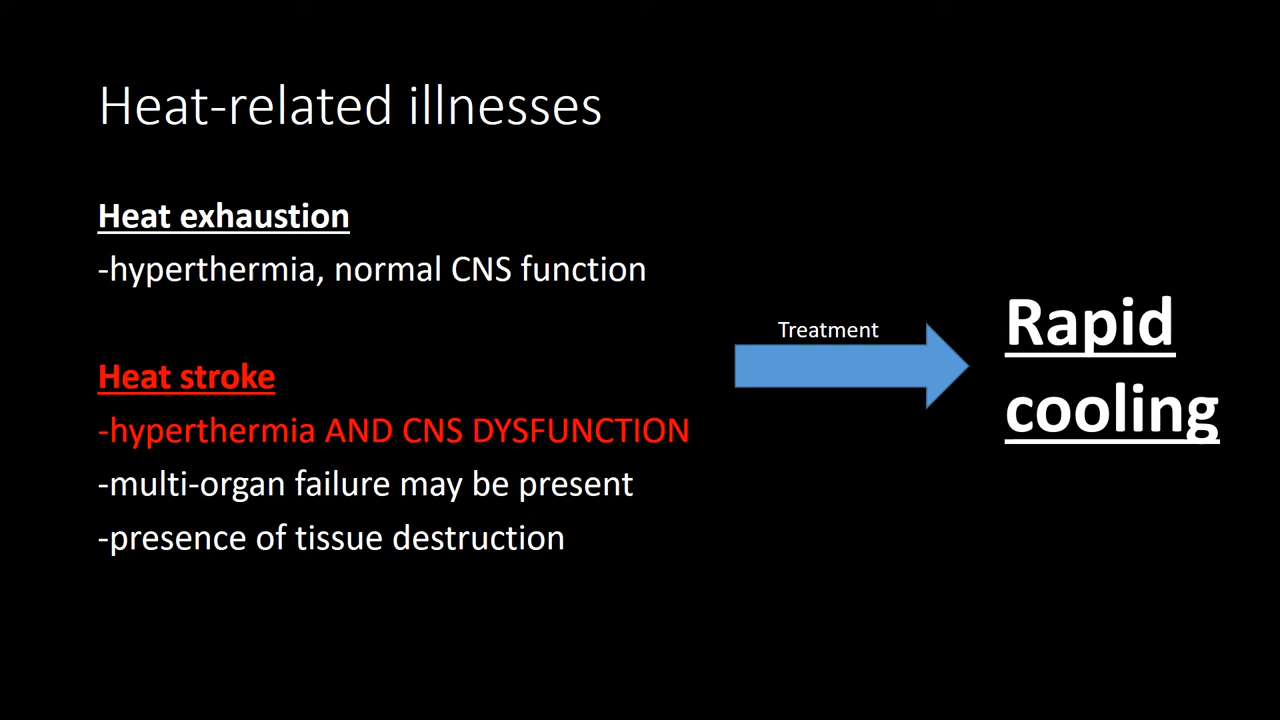 Heat-related illnesses
Heat exhaustion
-hyperthermia, normal CNS function
Heat stroke
-hyperthermia AND CNS DYSFUNCTION
-multi-organ failure may be present
-presence of tissue destruction
Treatment
Rapid
cooling